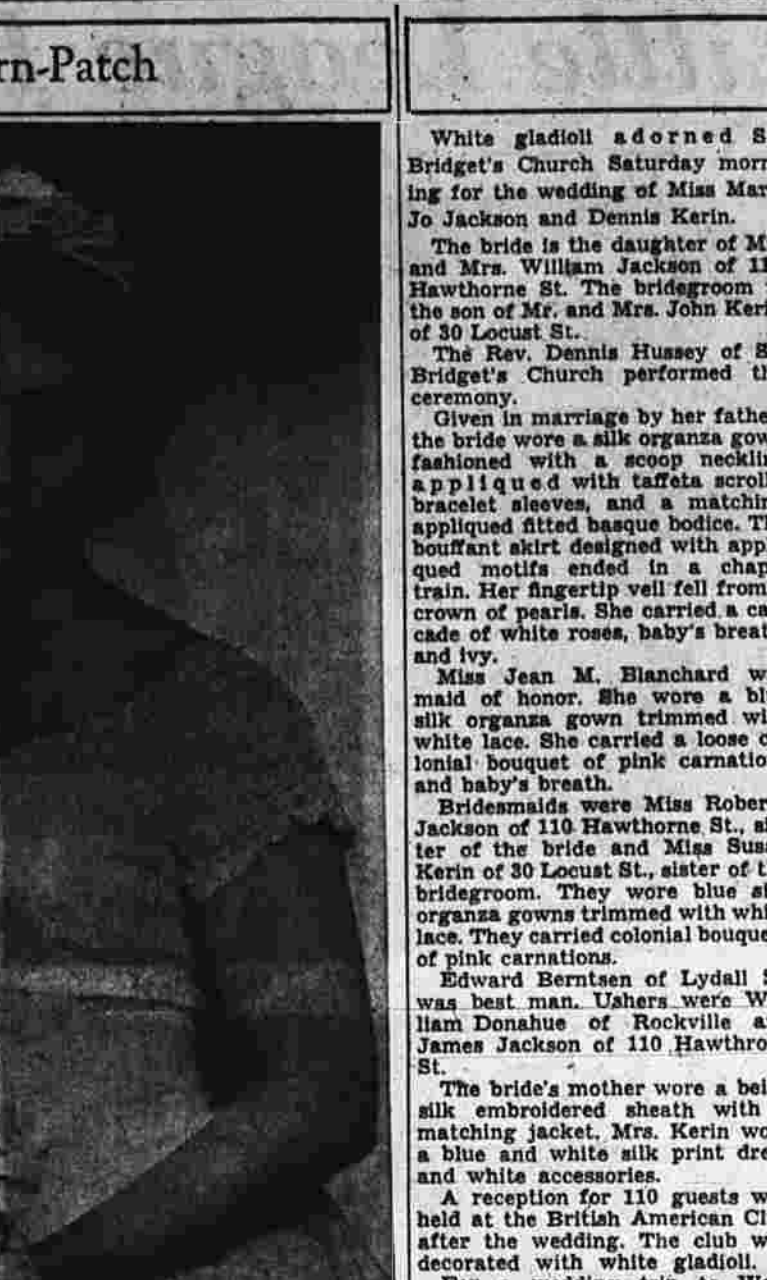 rn-Patch
White gladioli adorned S
Bridget's Church Saturday morn
ing for the wedding of Miss Mar
Jo Jackson and Dennis Kerin.
The bride is the daughter of M
and Mrs. William Jackson of 11
Hawthorne St. The bridegroom
the son of Mr. and Mrs. John Keri
of 30 Locust St.
The Rev. Dennis Hussey of S
Bridget's Church performed th
ceremony.
Given in marriage by her fathe
the bride wore a silk organza gow
fashioned with a scoop necklin
appliqued with taffeta scroll
bracelet sleeves, and a matchin
appliqued fitted basque bodice. Th
bouffant skirt designed with appl
qued motifs ended in a chap
train. Her fingertip veil fell from
crown of pearls. She carried a ca
cade of white roses, baby's breat
and ivy.
Miss Jean M. Blanchard w
maid of honor. She wore a bl
silk organza gown trimmed wi
white lace. She carried a loose c
lonial bouquet of pink carnatio
and baby's breath.
Bridesmaids were Miss Rober
Jackson of 110 Hawthorne St., si
ter of the bride and Miss Susa
Kerin of 30 Locust St., sister of t
bridegroom. They wore blue si
organza gowns trimmed with whi
lace. They carried colonial bouque
of pink carnations.
Edward Berntsen of Lydall S
was best man. Ushers were W
liam Donahue of Rockville a
James Jackson of 110 Hawthro
St.
The bride's mother wore a bei
silk embroidered sheath with
matching jacket. Mrs. Kerin wo
a blue and white silk print dre
and white accessories.
A reception for 110 guests w
held at the British American Cl
after the wedding. The club w
decorated with white gladioli.